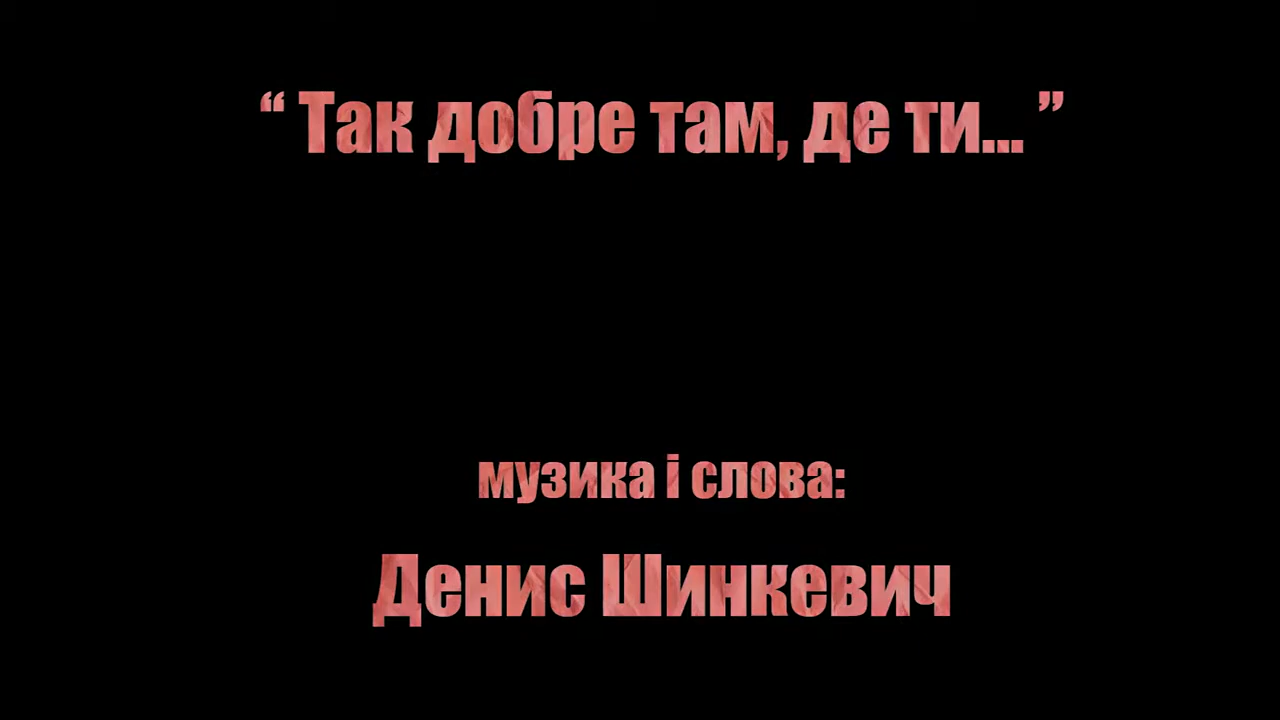 “ Так добре там, де ти... ”
музика і слова:
Денис Шинкевич